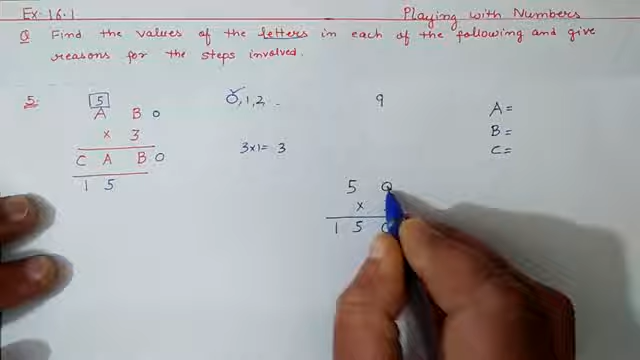 Ex-16.1 Playing with Numbers
Q Find the values of the letters in each of the following and give
reasons for the steps involved.
5. 5 0,1,2 . 9 A =
A B 0
× 3 B =
C A B 0 3×1= 3 C =
1 5 5 0
×
1 5 0